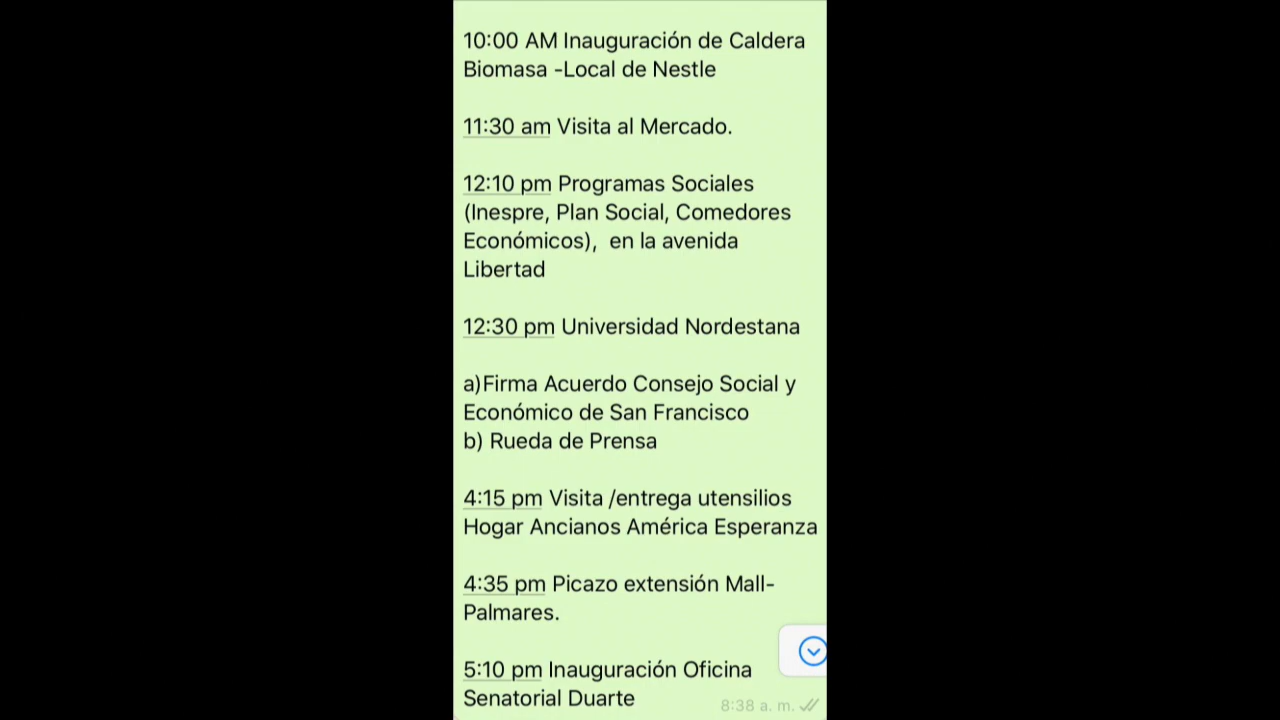 10:00 AM Inauguración de Caldera
Biomasa -Local de Nestle
11:30 am Visita al Mercado.
12:10 pm Programas Sociales
(Inespre, Plan Social, Comedores
Económicos),  en la avenida
Libertad
12:30 pm Universidad Nordestana
a)Firma Acuerdo Consejo Social y
Económico de San Francisco
b) Rueda de Prensa
4:15 pm Visita /entrega utensilios
Hogar Ancianos América Esperanza
4:35 pm Picazo extensión Mall-
Palmares.
5:10 pm Inauguración Oficina
Senatorial Duarte
8:38 a. m.